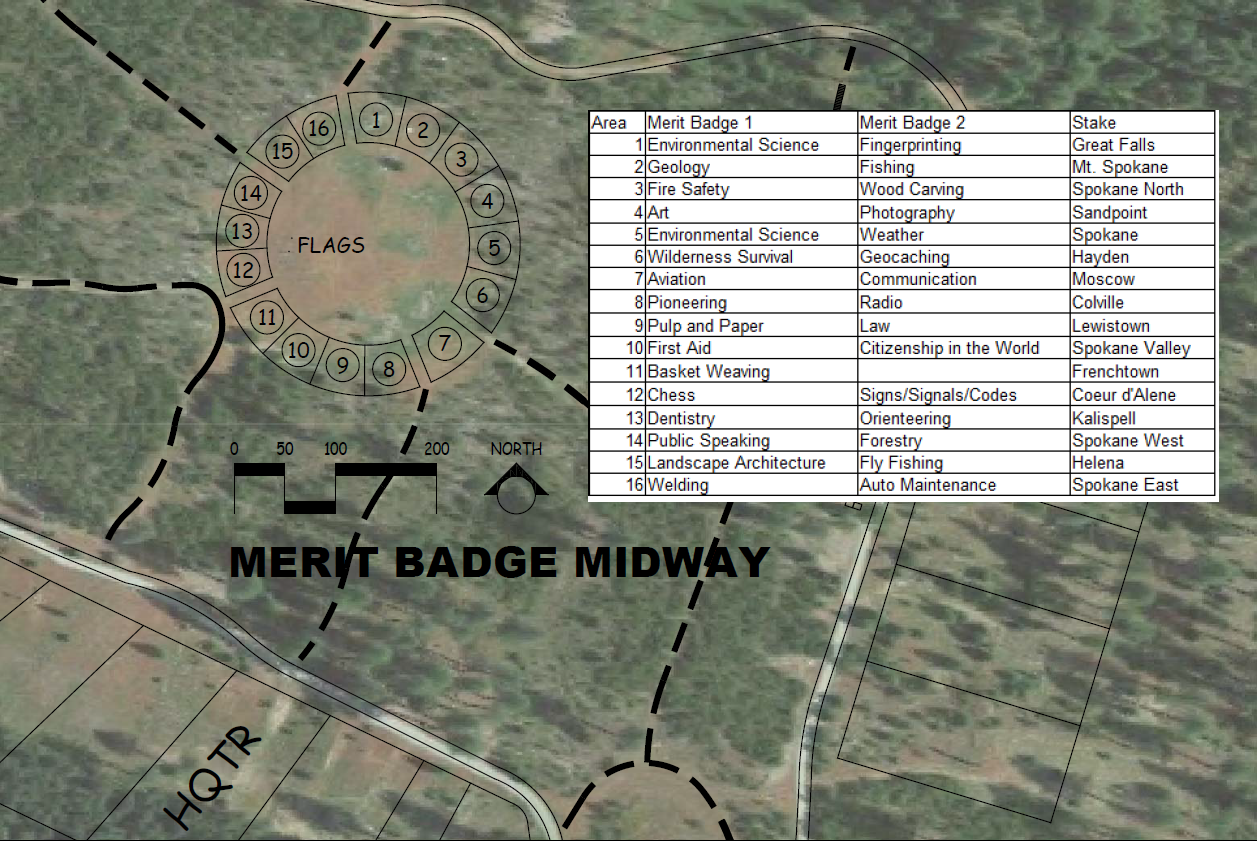 1
2
3
4
5
6
7
8
9
10
11
12
13
14
15
16
FLAGS
Area Merit Badge 1 Merit Badge 2 Stake
1 Environmental Science Fingerprinting Great Falls
2 Geology Fishing Mt. Spokane
3 Fire Safety Wood Carving Spokane North
4 Art Photography Sandpoint
5 Environmental Science Weather Spokane
6 Wilderness Survival Geocaching Hayden
7 Aviation Communication Moscow
8 Pioneering Radio Colville
9 Pulp and Paper Law Lewistown
10 First Aid Citizenship in the World Spokane Valley
11 Basket Weaving Frenchtown
12 Chess Signs/Signals/Codes Coeur d'Alene
13 Dentistry Orienteering Kalispell
14 Public Speaking Forestry Spokane West
15 Landscape Architecture Fly Fishing Helena
16 Welding Auto Maintenance Spokane East
0 50 100 200
NORTH
MERIT BADGE MIDWAY
HQTR